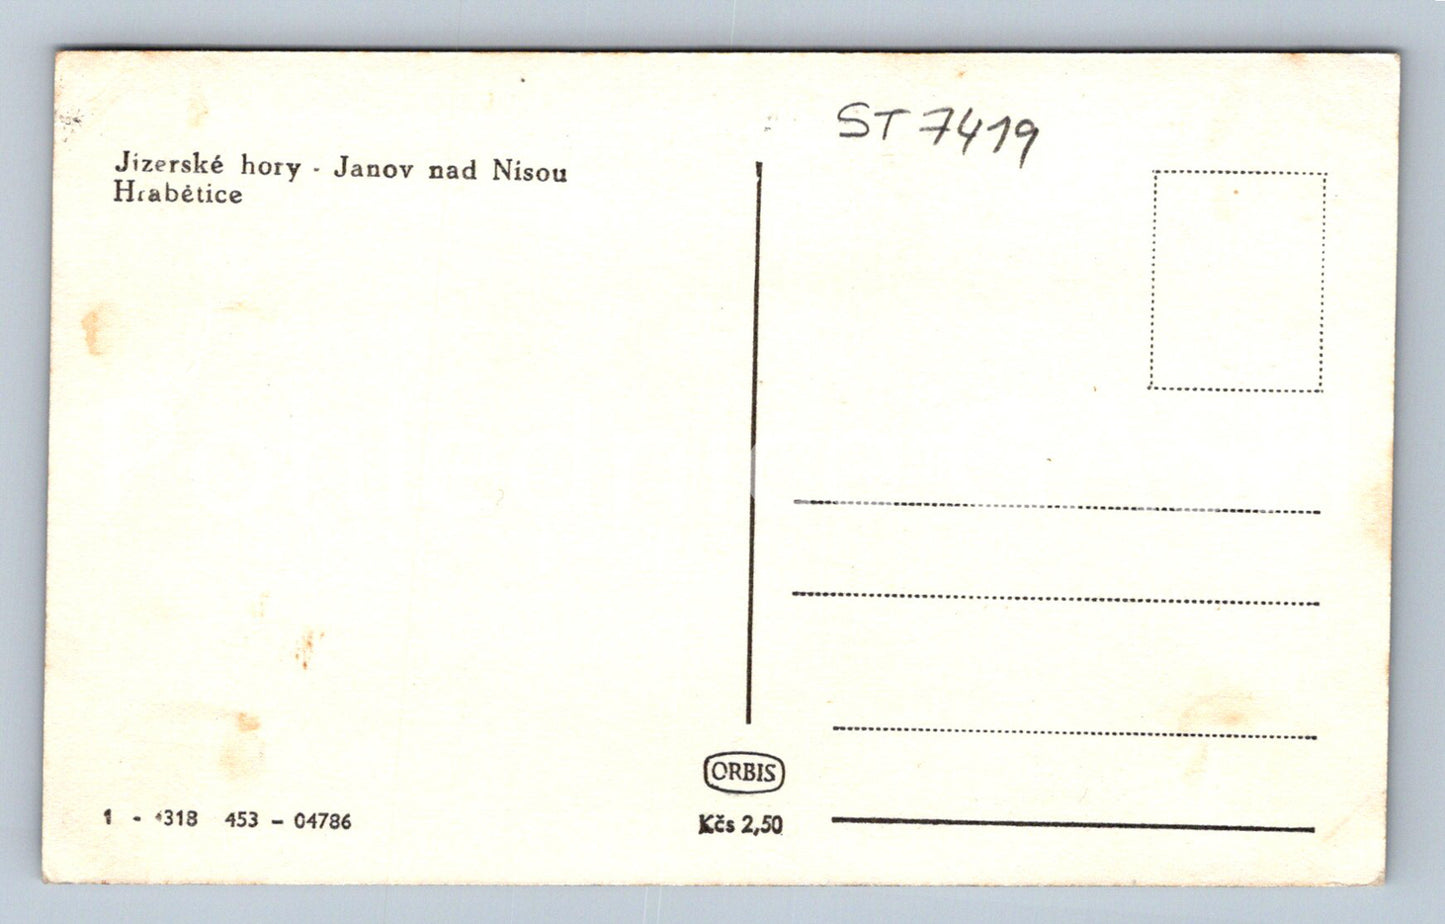 ST 7419
Jizerské hory - Janov nad Nisou
Hrabětice
ORBIS
1 - 4318 453 - 04786
Kčs 2,50